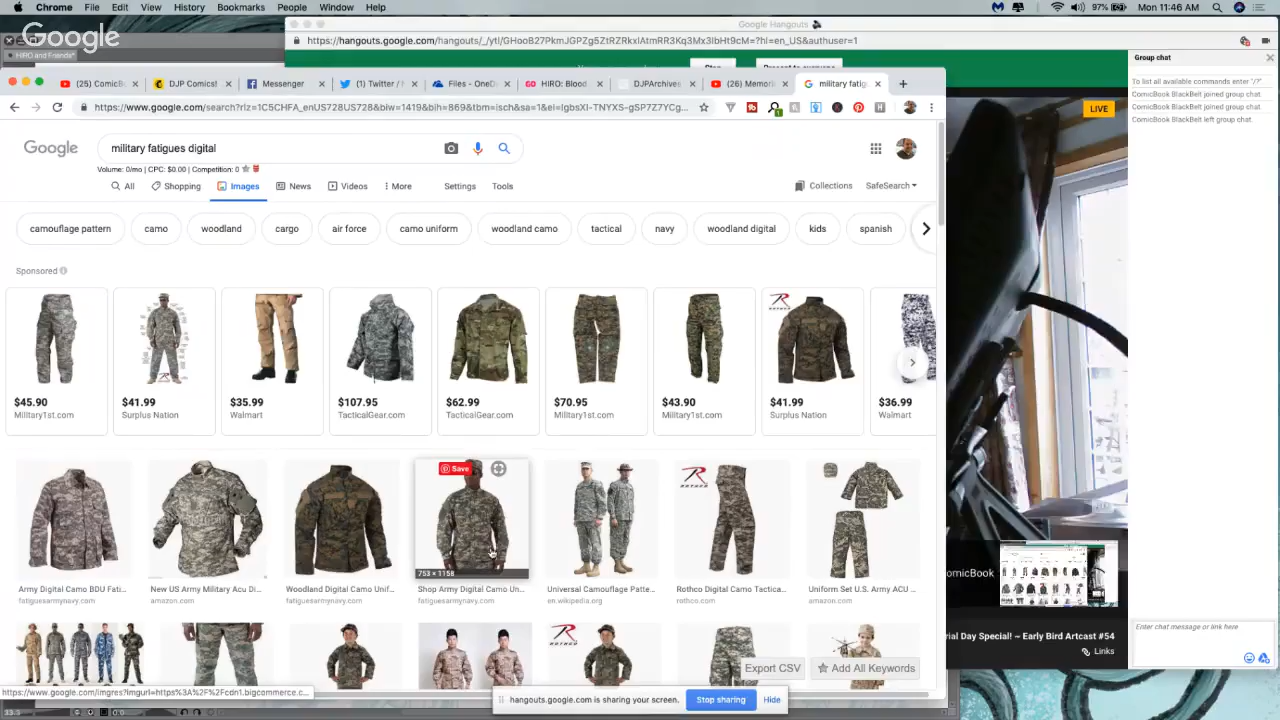 Chrome File Edit View History Bookmarks People Window Help
97% Mon 11:46 AM
Google Hangouts
Google
https://hangouts.google.com/hangouts/_/ytl/GHooB27PkmJGPZg5ZtRZRkxIAtmRR3Kq3Mx3IbHt9cM=?hl=en_US&authuser=1
HIRO and Friends*
Stop
Present to everyone
DJP Comics
Messenger
Twitter /
Files - OneD
HIRO: Blood
DJPArchives
(26) Memori
military fatig
https://www.google.com/search?rlz=1C5CHFA_enUS728US728&biw=1419&bih=869&tbm=isch&sa=1&ei=IgbsXI-TNYXS-gSP7Z7YCg...
Google
military fatigues digital
Volume: 0/mo | CPC: $0.00 | Competition: 0
All Shopping Images News Videos More Settings Tools
Collections SafeSearch
camouflage pattern
camo
woodland
cargo
air force
camo uniform
woodland camo
tactical
navy
woodland digital
kids
spanish
Sponsored
$45.90
Military1st.com
$41.99
Surplus Nation
$35.99
Walmart
$107.95
TacticalGear.com
$62.99
TacticalGear.com
$70.95
Military1st.com
$43.90
Military1st.com
ROTHCO
$41.99
Surplus Nation
$36.99
Walmart
Save
753 × 1158
ROTHCO
Army Digital Camo BDU Fati...
fatiguesarmynavy.com
New US Army Military Acu Di...
amazon.com
Woodland Digital Camo Unif...
fatiguesarmynavy.com
Shop Army Digital Camo Un...
fatiguesarmynavy.com
Universal Camouflage Patte...
en.wikipedia.org
Rothco Digital Camo Tactica...
rothco.com
Uniform Set U.S. Army ACU ...
amazon.com
ROTHCO
Export CSV
Add All Keywords
https://www.google.com/imgres?imgurl=https%3A%2F%2Fcdn1.bigcommerce.c...
hangouts.google.com is sharing your screen.
Stop sharing
Hide
Group chat
To list all available commands enter "/?"
ComicBook BlackBelt joined group chat.
ComicBook BlackBelt joined group chat.
ComicBook BlackBelt left group chat.
LIVE
omicBook
rial Day Special! ~ Early Bird Artcast #54
Links
Enter chat message or link here